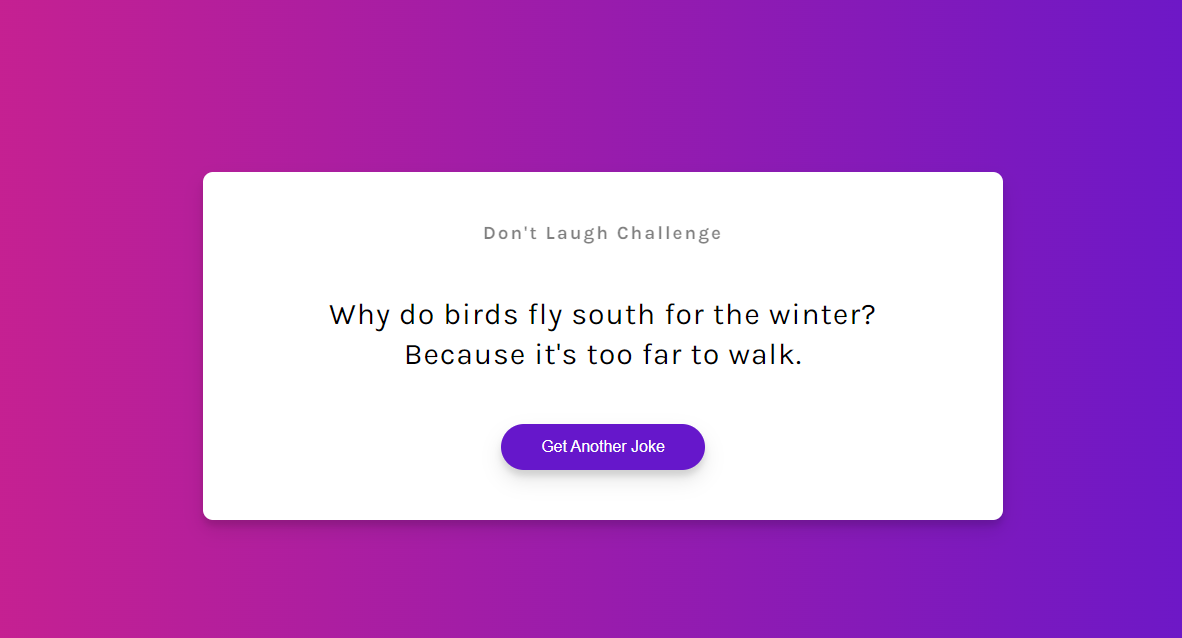 Don't Laugh Challenge
Why do birds fly south for the winter?
Because it's too far to walk.
Get Another Joke